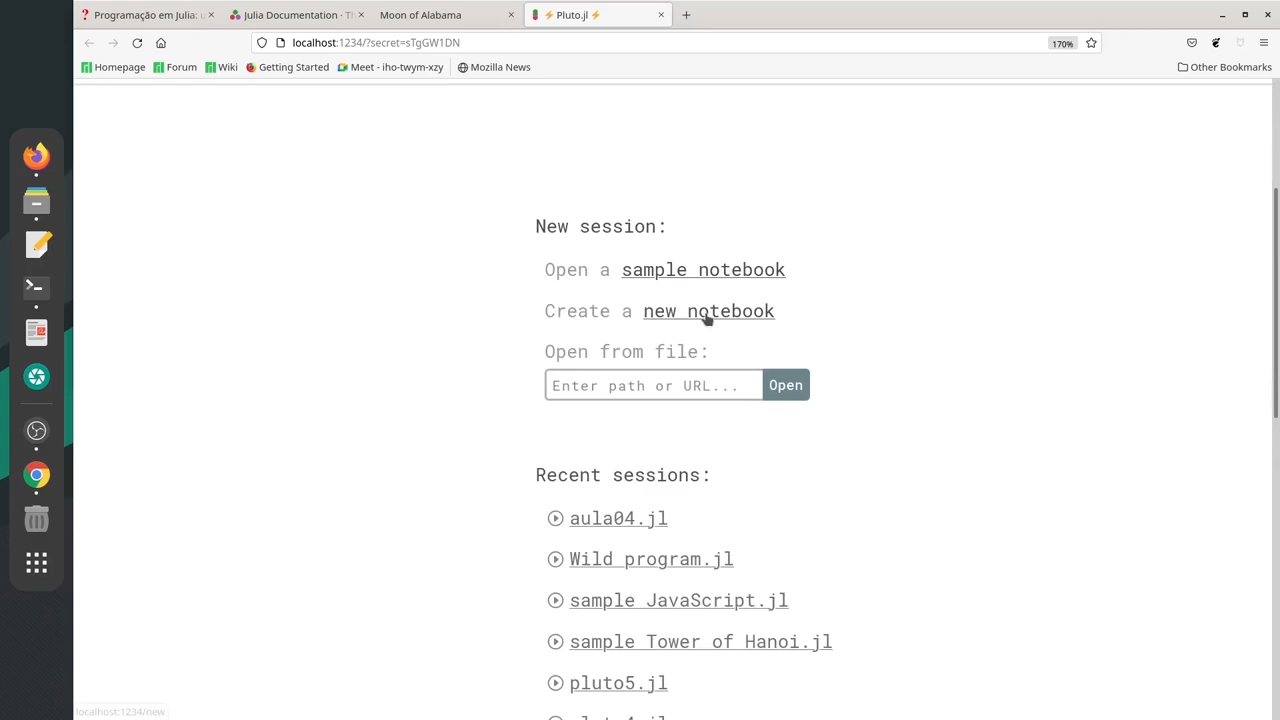 Programação em Julia: u
Julia Documentation · Th
Moon of Alabama
⚡ Pluto.jl ⚡
localhost:1234/?secret=sTgGW1DN
170%
Homepage
Forum
Wiki
Getting Started
Meet - iho-twym-xzy
Mozilla News
Other Bookmarks
New session:
Open a sample notebook
Create a new notebook
Open from file:
Enter path or URL...
Open
Recent sessions:
aula04.jl
Wild program.jl
sample JavaScript.jl
sample Tower of Hanoi.jl
pluto5.jl
localhost:1234/new